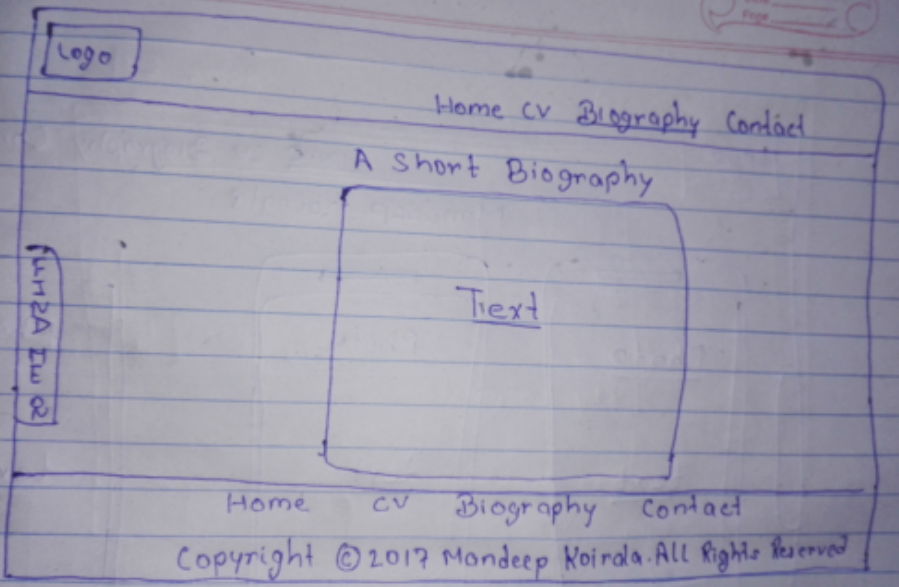 Page
Logo
Home CV Biography Contact
A Short Biography
Text
Home CV Biography Contact
Copyright © 2017 Mandeep Koirala. All Rights Reserved